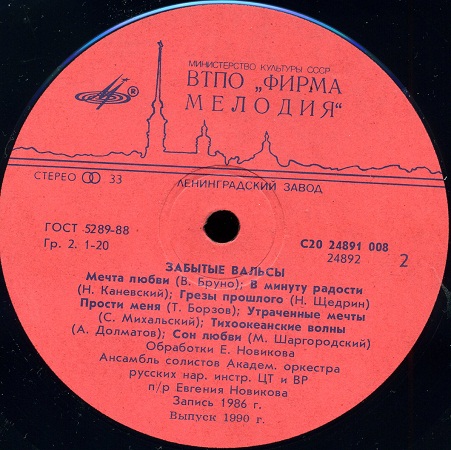 МИНИСТЕРСТВО КУЛЬТУРЫ СССР
ВТПО „ФИРМА
МЕЛОДИЯ“
®
СТЕРЕО 33
ЛЕНИНГРАДСКИЙ ЗАВОД
ГОСТ 5289-88
Гр. 2. 1-20
С20 24891 008
24892
2
ЗАБЫТЫЕ ВАЛЬСЫ
Мечта любви (В. Бруно); В минуту радости
(Н. Каневский); Грезы прошлого (Н. Щедрин)
Прости меня (Т. Борзов); Утраченные мечты
(С. Михальский); Тихоокеанские волны
(А. Долматов); Сон любви (М. Шаргородский)
Обработки Е. Новикова
Ансамбль солистов Академ. оркестра
русских нар. инстр. ЦТ и ВР
п/р Евгения Новикова
Запись 1986 г.
Выпуск 1990 г.